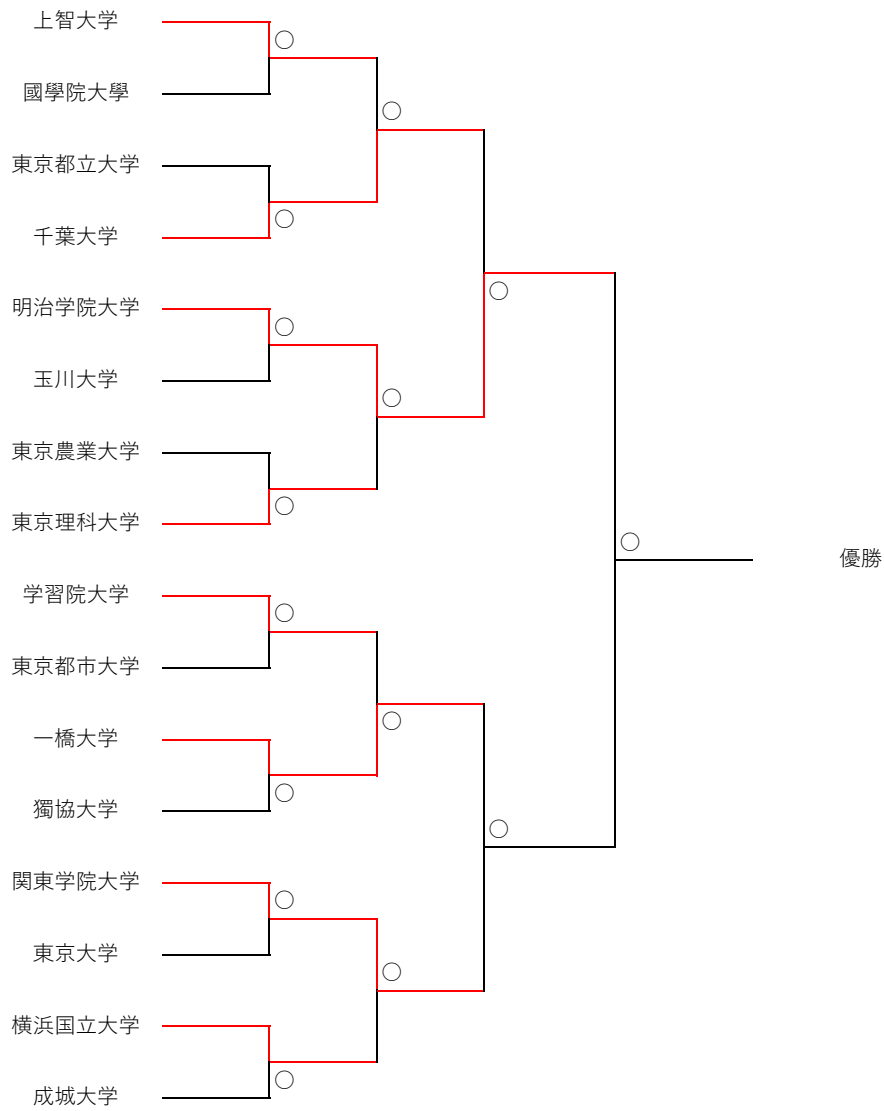 上智大学
國學院大學
東京都立大学
千葉大学
明治学院大学
玉川大学
東京農業大学
東京理科大学
優勝
学習院大学
東京都市大学
一橋大学
獨協大学
関東学院大学
東京大学
横浜国立大学
成城大学